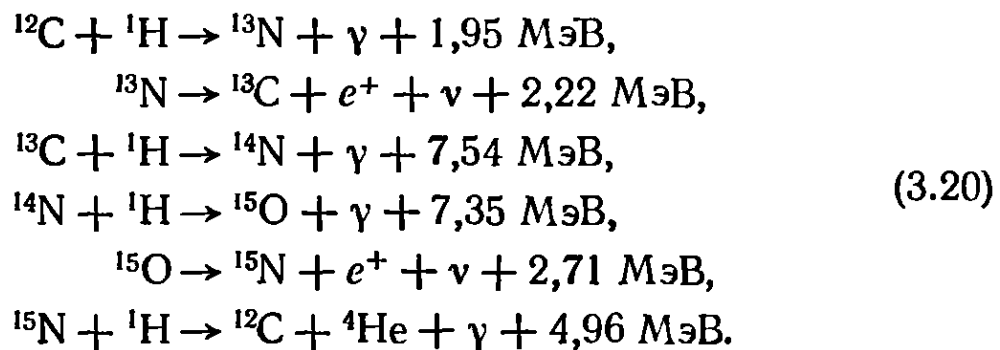 ¹²C + ¹H → ¹³N + γ + 1,95 МэВ,
¹³N → ¹³C + e⁺ + ν + 2,22 МэВ,
¹³C + ¹H → ¹⁴N + γ + 7,54 МэВ,
¹⁴N + ¹H → ¹⁵O + γ + 7,35 МэВ,
(3.20)
¹⁵O → ¹⁵N + e⁺ + ν + 2,71 МэВ,
¹⁵N + ¹H → ¹²C + ⁴He + γ + 4,96 МэВ.